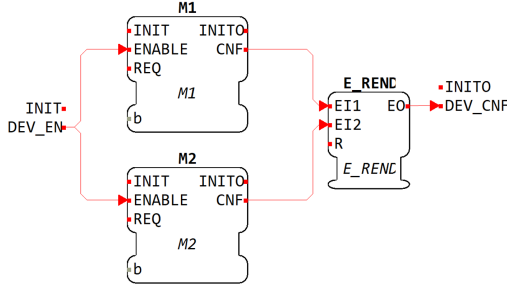 INIT
DEV_EN
M1
INIT
INITO
ENABLE
CNF
REQ
M1
b
M2
INIT
INITO
ENABLE
CNF
REQ
M2
b
E_REND
EI1
EO
EI2
R
E_REND
INITO
DEV_CNF